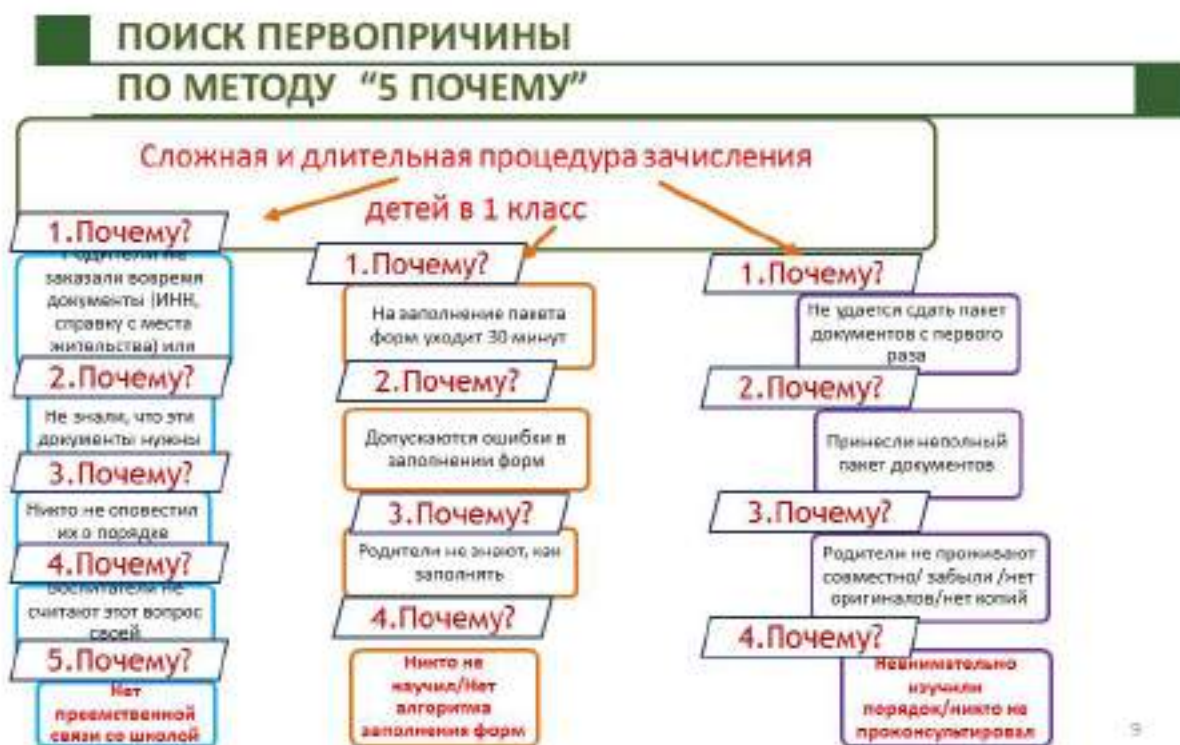 ПОИСК ПЕРВОПРИЧИНЫ
ПО МЕТОДУ “5 ПОЧЕМУ”
Сложная и длительная процедура зачисления
детей в 1 класс
1.Почему?
Родители не
заказали вовремя
документы (ИНН,
справку с места
жительства) или
2.Почему?
Не знали, что эти
документы нужны
3.Почему?
Никто не оповестил
их о порядке
4.Почему?
Воспитатели не
считают этот вопрос
своей
5.Почему?
Нет
преемственной
связи со школой
1.Почему?
На заполнение пакета
форм уходит 30 минут
2.Почему?
Допускаются ошибки в
заполнении форм
3.Почему?
Родители не знают, как
заполнять
4.Почему?
Никто не
научил/Нет
алгоритма
заполнения форм
1.Почему?
Не удается сдать пакет
документов с первого
раза
2.Почему?
Принесли неполный
пакет документов
3.Почему?
Родители не проживают
совместно/ забыли /нет
оригиналов/нет копий
4.Почему?
Невнимательно
изучили
порядок/никто не
проконсультировал
9